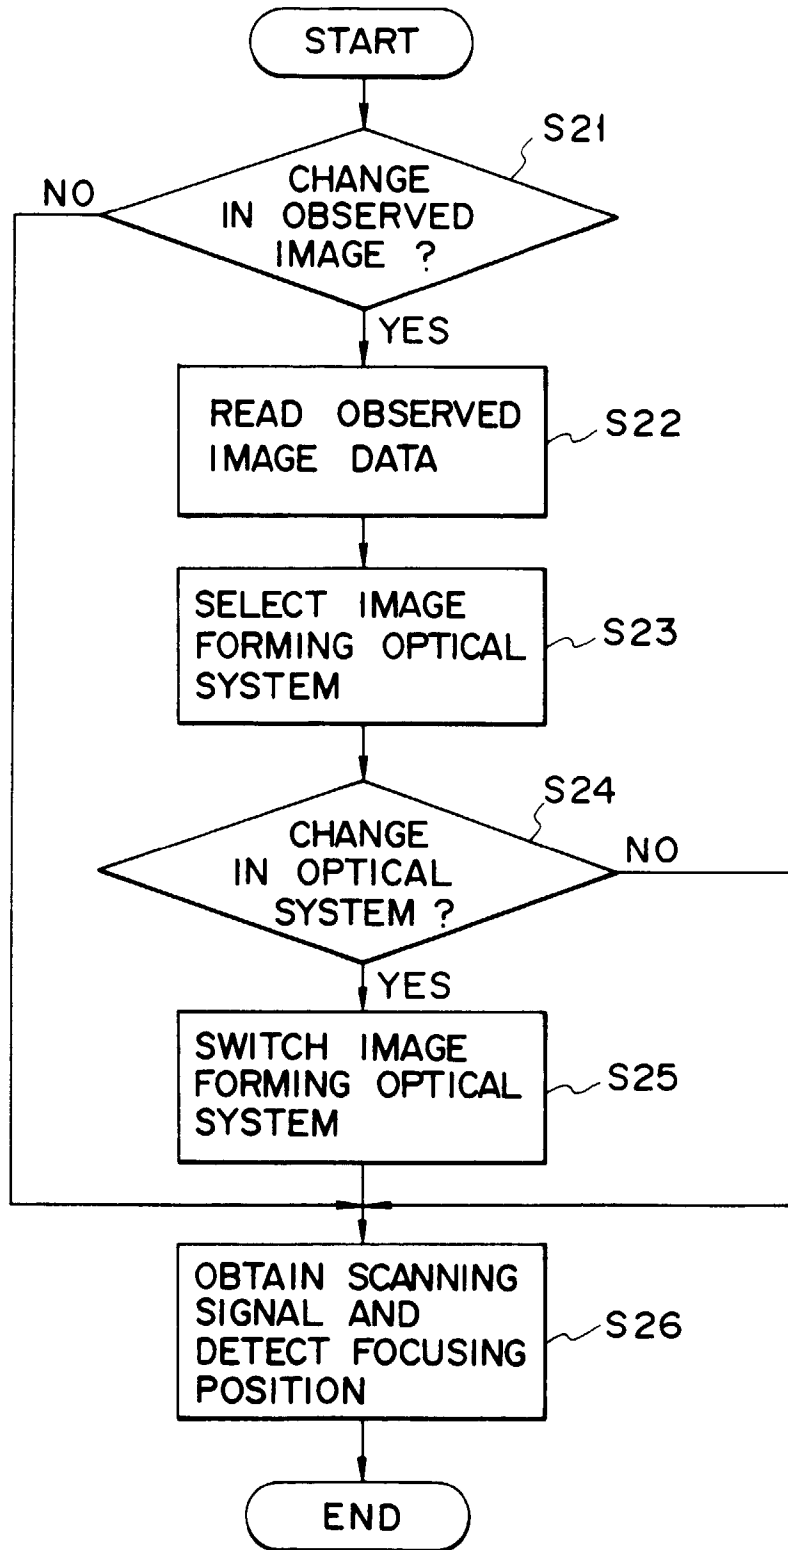 START
S21
CHANGE
IN OBSERVED
IMAGE ?
NO
YES
READ OBSERVED
IMAGE DATA
S22
SELECT IMAGE
FORMING OPTICAL
SYSTEM
S23
S24
CHANGE
IN OPTICAL
SYSTEM ?
NO
YES
SWITCH IMAGE
FORMING OPTICAL
SYSTEM
S25
OBTAIN SCANNING
SIGNAL AND
DETECT FOCUSING
POSITION
S26
END